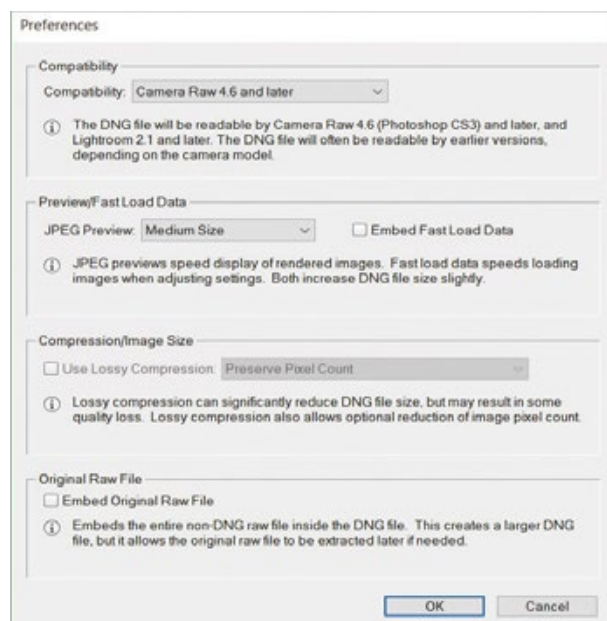 Preferences
Compatibility
Compatibility: Camera Raw 4.6 and later
The DNG file will be readable by Camera Raw 4.6 (Photoshop CS3) and later, and
Lightroom 2.1 and later. The DNG file will often be readable by earlier versions,
depending on the camera model.
Preview/Fast Load Data
JPEG Preview: Medium Size Embed Fast Load Data
JPEG previews speed display of rendered images. Fast load data speeds loading
images when adjusting settings. Both increase DNG file size slightly.
Compression/Image Size
Use Lossy Compression: Preserve Pixel Count
Lossy compression can significantly reduce DNG file size, but may result in some
quality loss. Lossy compression also allows optional reduction of image pixel count.
Original Raw File
Embed Original Raw File
Embeds the entire non-DNG raw file inside the DNG file. This creates a larger DNG
file, but it allows the original raw file to be extracted later if needed.
OK Cancel